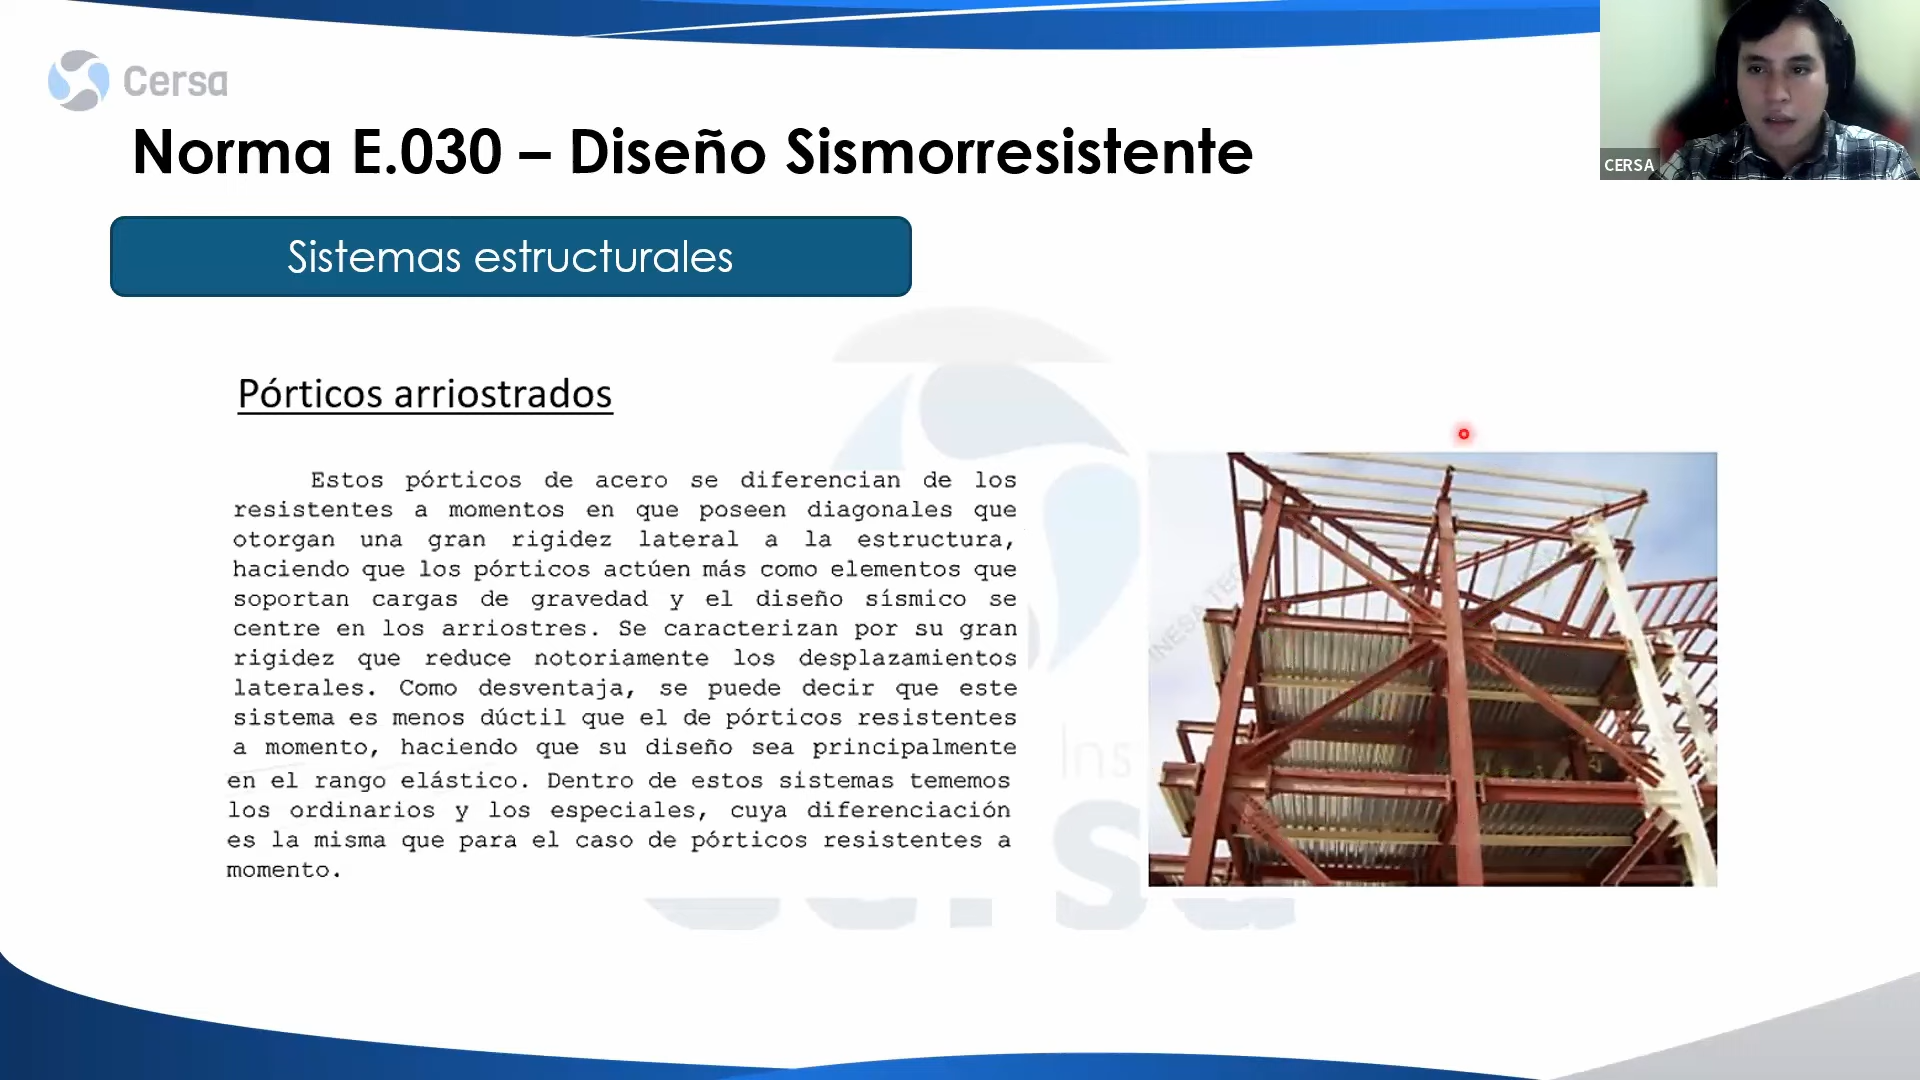 Cersa
CERSA
Norma E.030 – Diseño Sismorresistente
Sistemas estructurales
Pórticos arriostrados
Estos pórticos de acero se diferencian de los
resistentes a momentos en que poseen diagonales que
otorgan una gran rigidez lateral a la estructura,
haciendo que los pórticos actúen más como elementos que
soportan cargas de gravedad y el diseño sísmico se
centre en los arriostres. Se caracterizan por su gran
rigidez que reduce notoriamente los desplazamientos
laterales. Como desventaja, se puede decir que este
sistema es menos dúctil que el de pórticos resistentes
a momento, haciendo que su diseño sea principalmente
en el rango elástico. Dentro de estos sistemas tememos
los ordinarios y los especiales, cuya diferenciación
es la misma que para el caso de pórticos resistentes a
momento.
Ins
Cersa